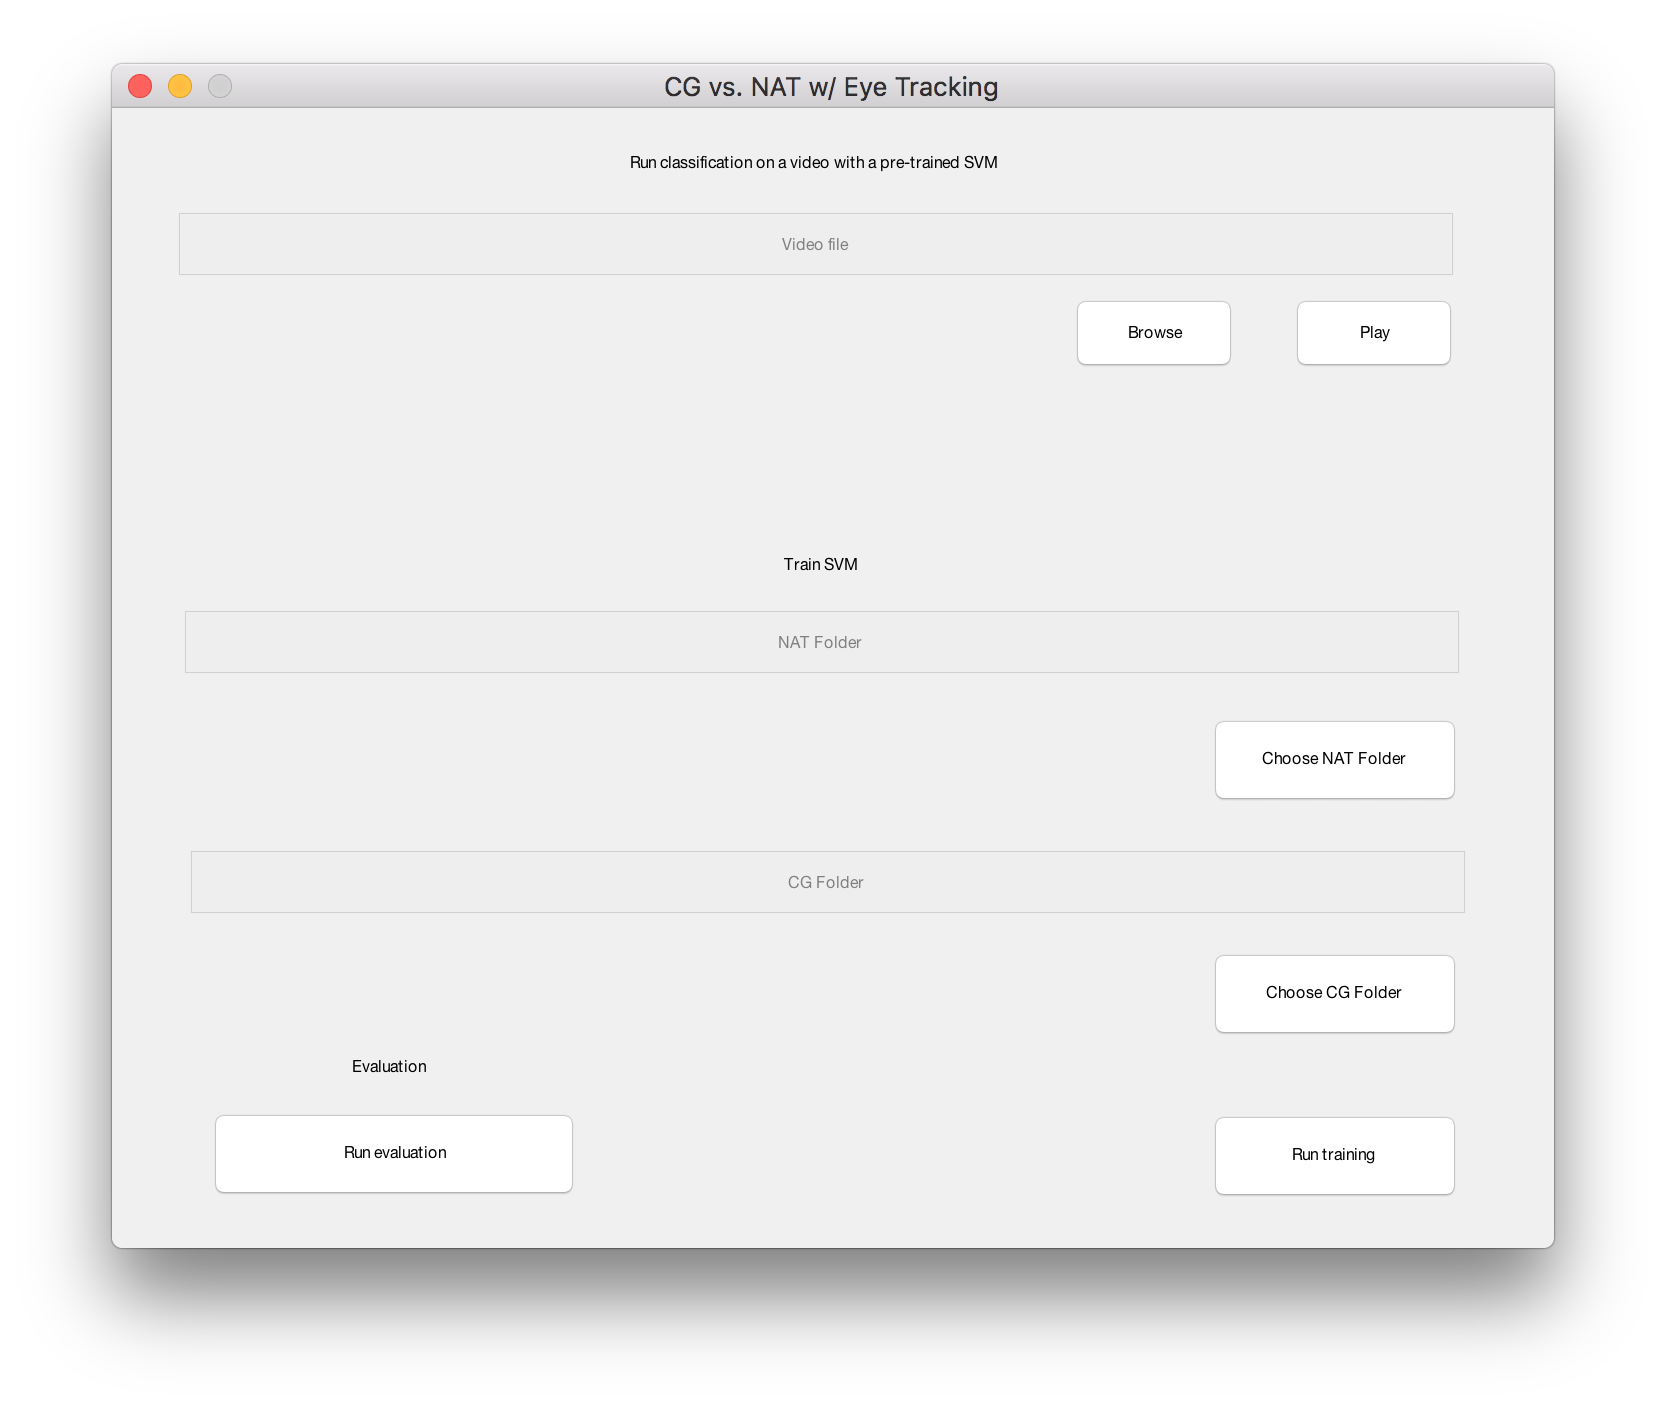 CG vs. NAT w/ Eye Tracking
Run classification on a video with a pre-trained SVM
Video file
Browse
Play
Train SVM
NAT Folder
Choose NAT Folder
CG Folder
Choose CG Folder
Evaluation
Run evaluation
Run training